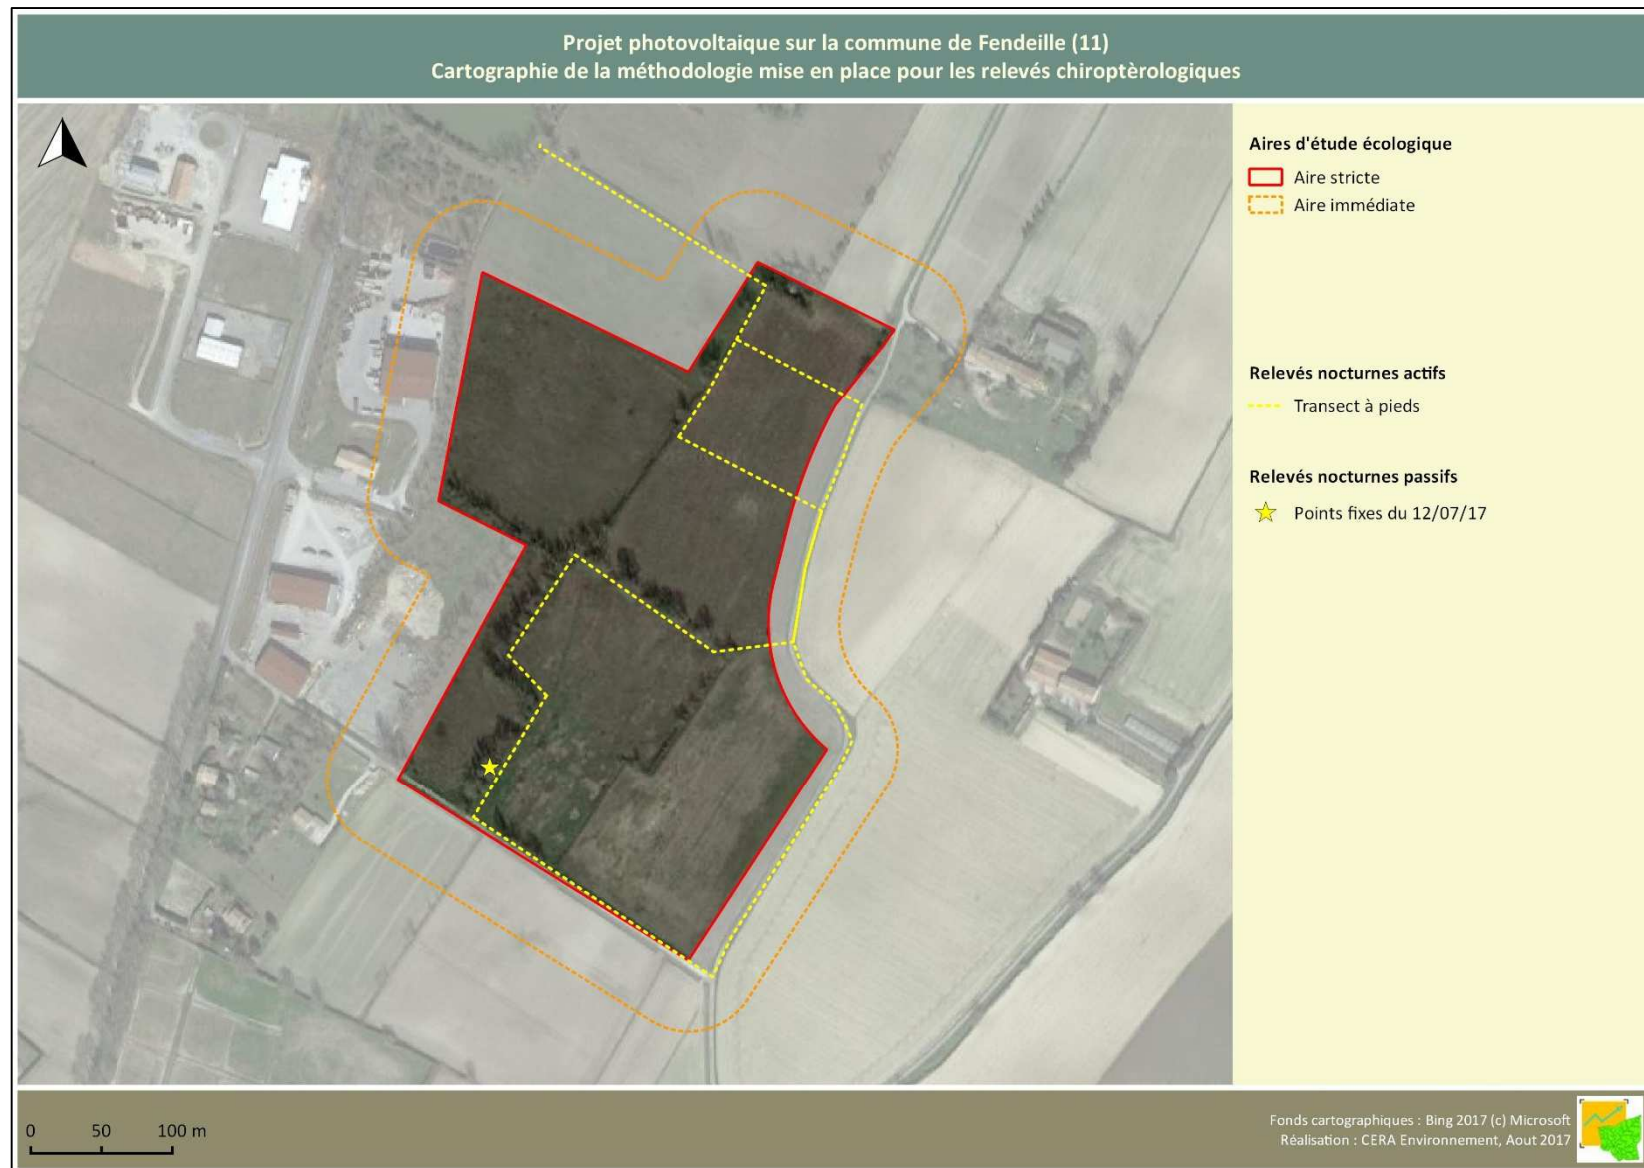 Projet photovoltaique sur la commune de Fendeille (11)
Cartographie de la méthodologie mise en place pour les relevés chiroptèrologiques
Aires d'étude écologique
Aire stricte
Aire immédiate
Relevés nocturnes actifs
Transect à pieds
Relevés nocturnes passifs
Points fixes du 12/07/17
0 50 100 m
Fonds cartographiques : Bing 2017 (c) Microsoft
Réalisation : CERA Environnement, Aout 2017